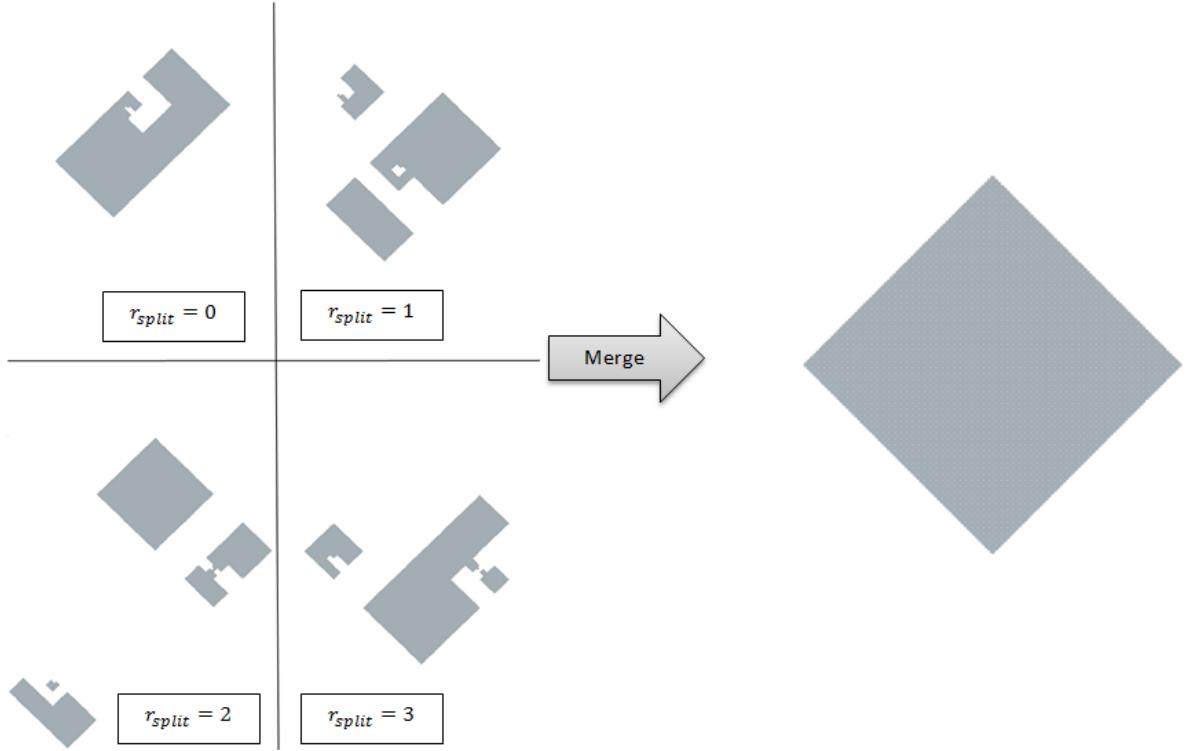 r_split = 0
r_split = 1
Merge
r_split = 2
r_split = 3